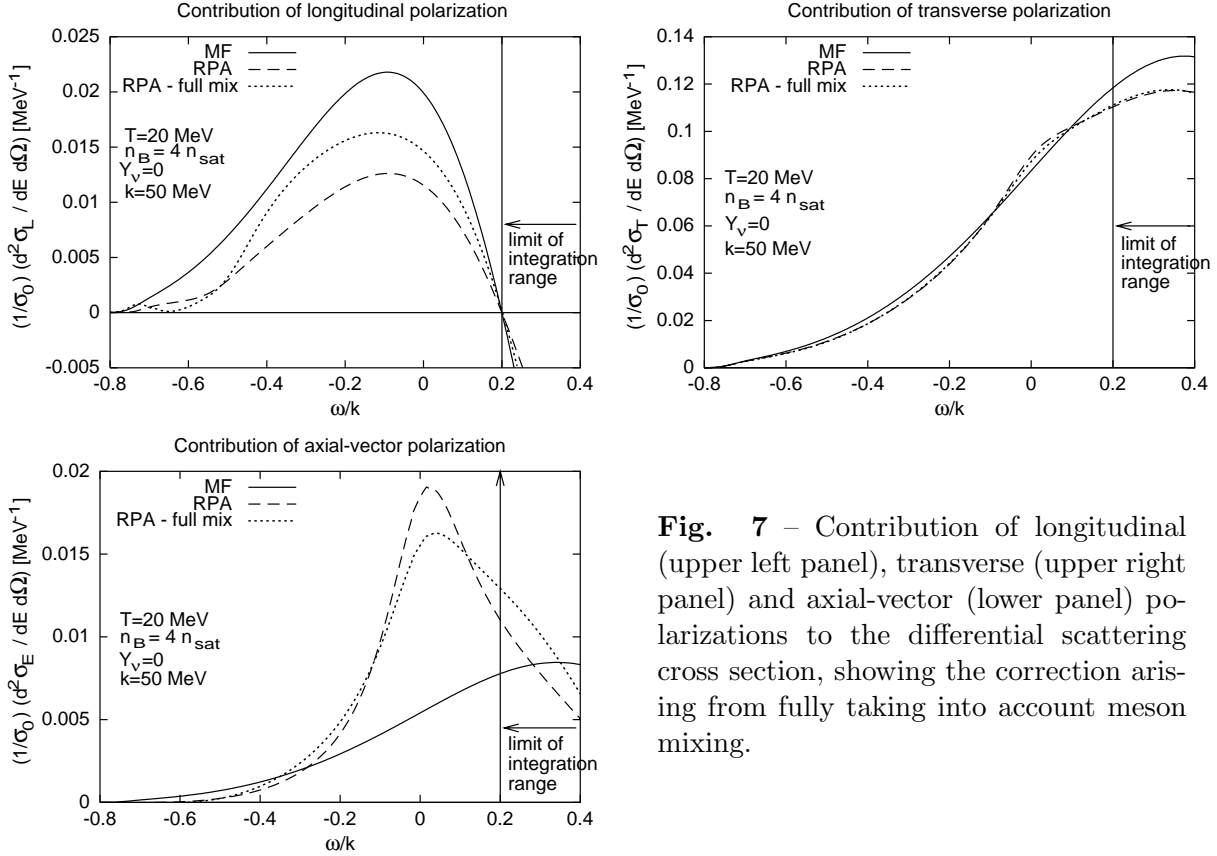 Contribution of longitudinal polarization
(1/σ0) (d²σL / dE dΩ) [MeV⁻¹]
0.025
0.02
0.015
0.01
0.005
0
-0.005
MF
RPA
RPA - full mix
T=20 MeV
nB= 4 nsat
Yν=0
k=50 MeV
limit of
integration
range
-0.8 -0.6 -0.4 -0.2 0 0.2 0.4
ω/k
Contribution of transverse polarization
(1/σ0) (d²σT / dE dΩ) [MeV⁻¹]
0.14
0.12
0.1
0.08
0.06
0.04
0.02
0
MF
RPA
RPA - full mix
T=20 MeV
nB= 4 nsat
Yν=0
k=50 MeV
limit of
integration
range
-0.8 -0.6 -0.4 -0.2 0 0.2 0.4
ω/k
Contribution of axial-vector polarization
(1/σ0) (d²σE / dE dΩ) [MeV⁻¹]
0.02
0.015
0.01
0.005
0
MF
RPA
RPA - full mix
T=20 MeV
nB= 4 nsat
Yν=0
k=50 MeV
limit of
integration
range
-0.8 -0.6 -0.4 -0.2 0 0.2 0.4
ω/k
Fig. 7 – Contribution of longitudinal
(upper left panel), transverse (upper right
panel) and axial-vector (lower panel) po-
larizations to the differential scattering
cross section, showing the correction aris-
ing from fully taking into account meson
mixing.